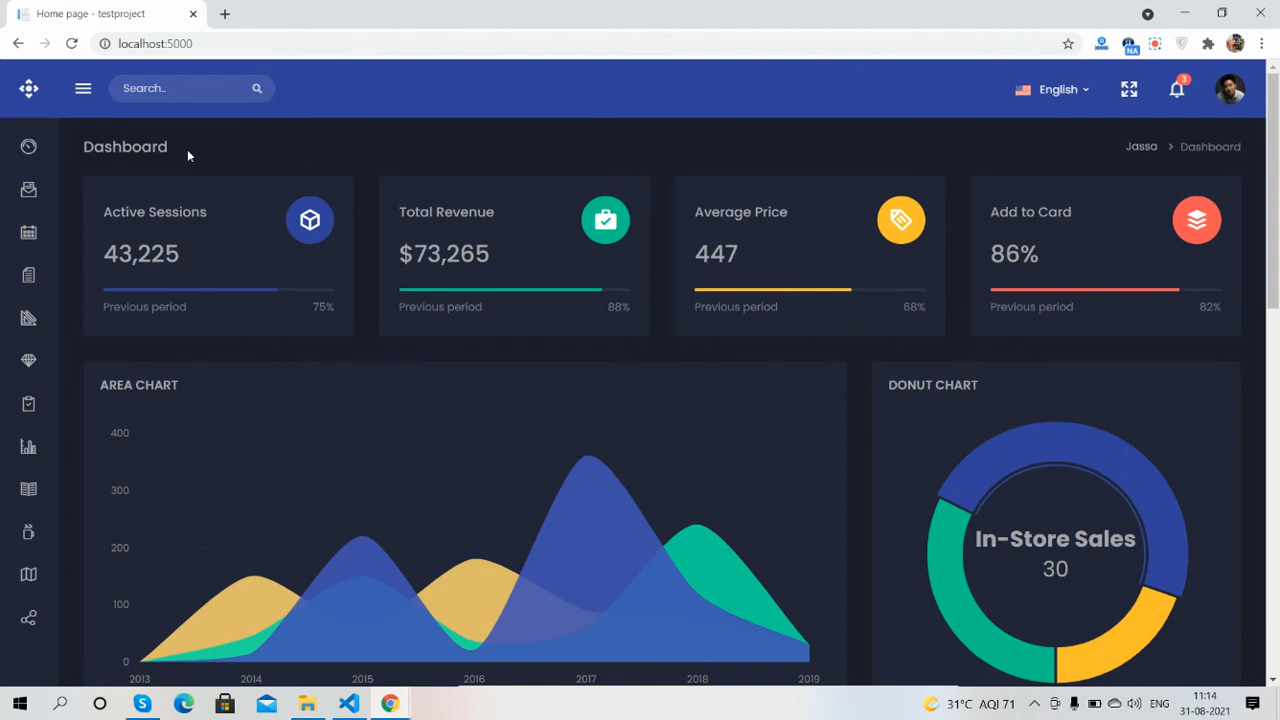 Home page - testproject
localhost:5000
NA
Search..
English
3
Dashboard
Jassa > Dashboard
Active Sessions
43,225
Previous period 75%
Total Revenue
$73,265
Previous period 88%
Average Price
447
Previous period 68%
Add to Card
86%
Previous period 82%
AREA CHART
400
300
200
100
0
2013 2014 2015 2016 2017 2018 2019
DONUT CHART
In-Store Sales
30
31°C AQI 71
ENG
11:14
31-08-2021